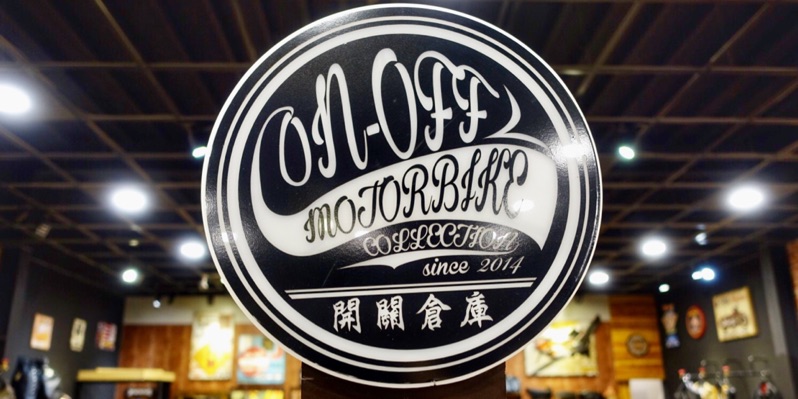 ON-OFF
MOTORBIKE
COLLECTION
since 2014
開關倉庫